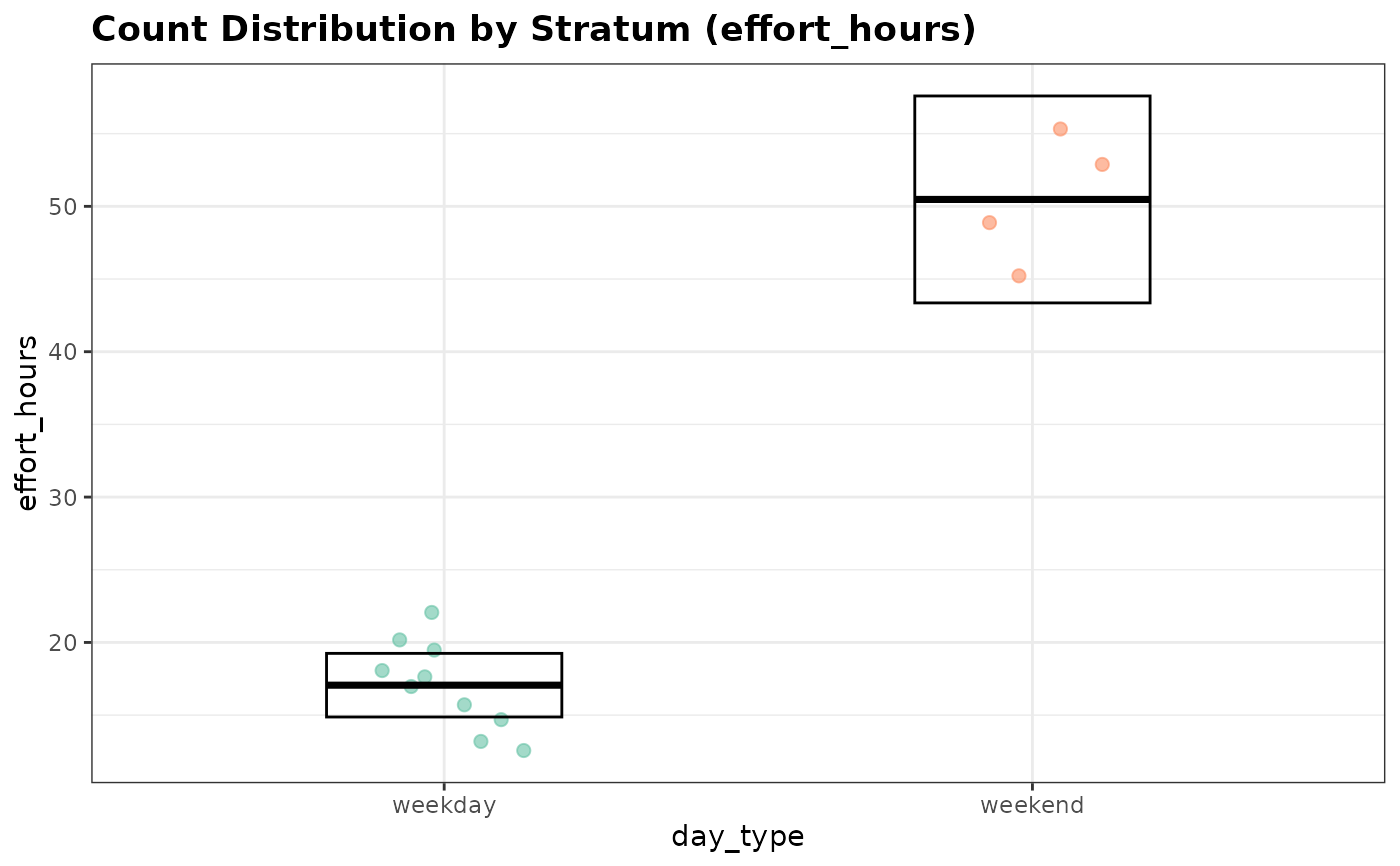 Count Distribution by Stratum (effort_hours)
effort_hours
50
40
30
20
weekday
weekend
day_type